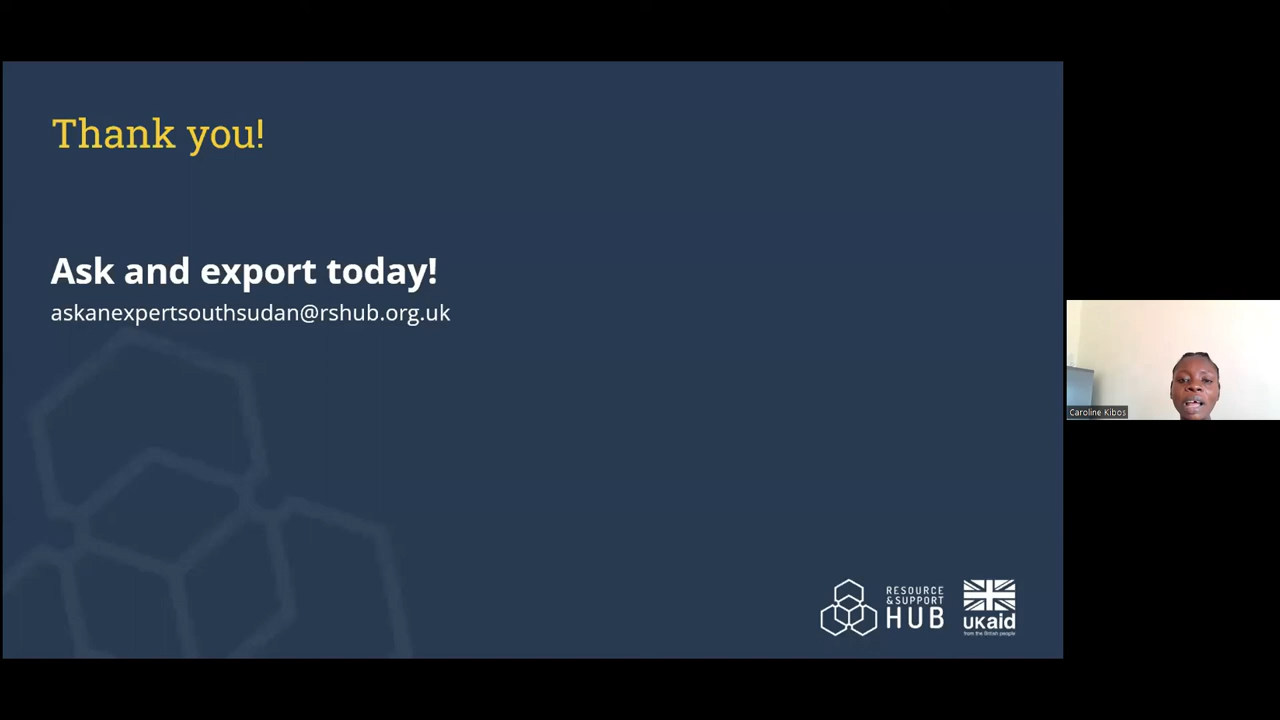 Thank you!
Ask and export today!
askanexpertsouthsudan@rshub.org.uk
Caroline Kibos
RESOURCE
&SUPPORT
HUB
UKaid
from the British people